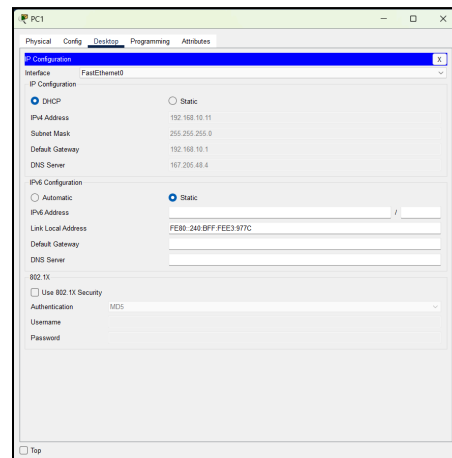 PC1
Physical Config Desktop Programming Attributes
IP Configuration X
Interface FastEthernet0
IP Configuration
DHCP Static
IPv4 Address 192.168.10.11
Subnet Mask 255.255.255.0
Default Gateway 192.168.10.1
DNS Server 167.205.48.4
IPv6 Configuration
Automatic Static
IPv6 Address /
Link Local Address FE80::240:BFF:FEE3:977C
Default Gateway
DNS Server
802.1X
Use 802.1X Security
Authentication MD5
Username
Password
Top